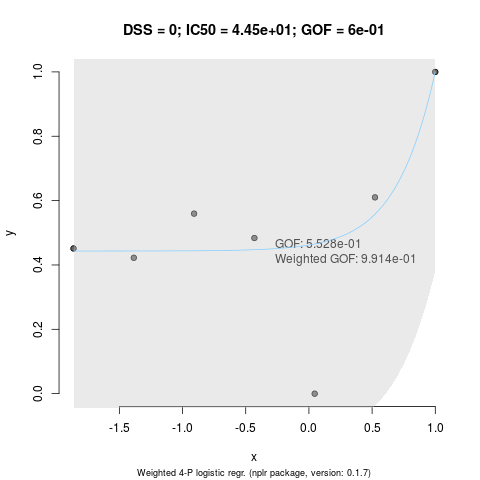 DSS = 0; IC50 = 4.45e+01; GOF = 6e-01
1.0
0.8
0.6
0.4
0.2
0.0
y
GOF: 5.528e-01
Weighted GOF: 9.914e-01
-1.5 -1.0 -0.5 0.0 0.5 1.0
x
Weighted 4-P logistic regr. (nplr package, version: 0.1.7)